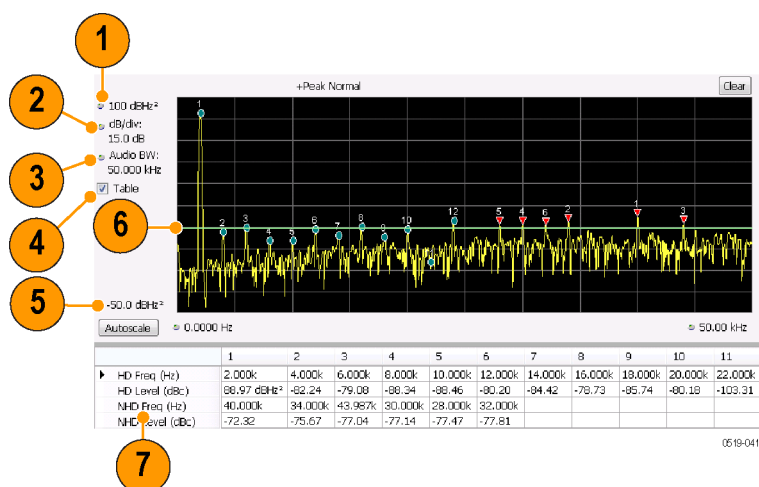 1
+Peak Normal
Clear
2
100 dBHz²
dB/div:
15.0 dB
3
Audio BW:
50.000 kHz
Table
4
6
1
2
3
4
5
6
7
8
9
10
12
5
4
6
2
1
3
5
-50.0 dBHz²
Autoscale
0.0000 Hz
50.00 kHz
1 2 3 4 5 6 7 8 9 10 11
HD Freq (Hz) 2.000k 4.000k 6.000k 8.000k 10.000k 12.000k 14.000k 16.000k 18.000k 20.000k 22.000k
HD Level (dBc) 88.97 dBHz² -82.24 -79.08 -88.34 -88.46 -80.20 -84.42 -78.73 -85.74 -80.18 -103.31
NHD Freq (Hz) 40.000k 34.000k 43.987k 30.000k 28.000k 32.000k
NHD Level (dBc) -72.32 -75.67 -77.04 -77.14 -77.47 -77.81
7
0519-041